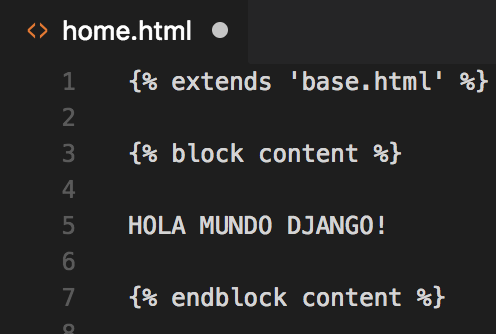 home.html
1 {% extends 'base.html' %}
2
3 {% block content %}
4
5 HOLA MUNDO DJANGO!
6
7 {% endblock content %}
8